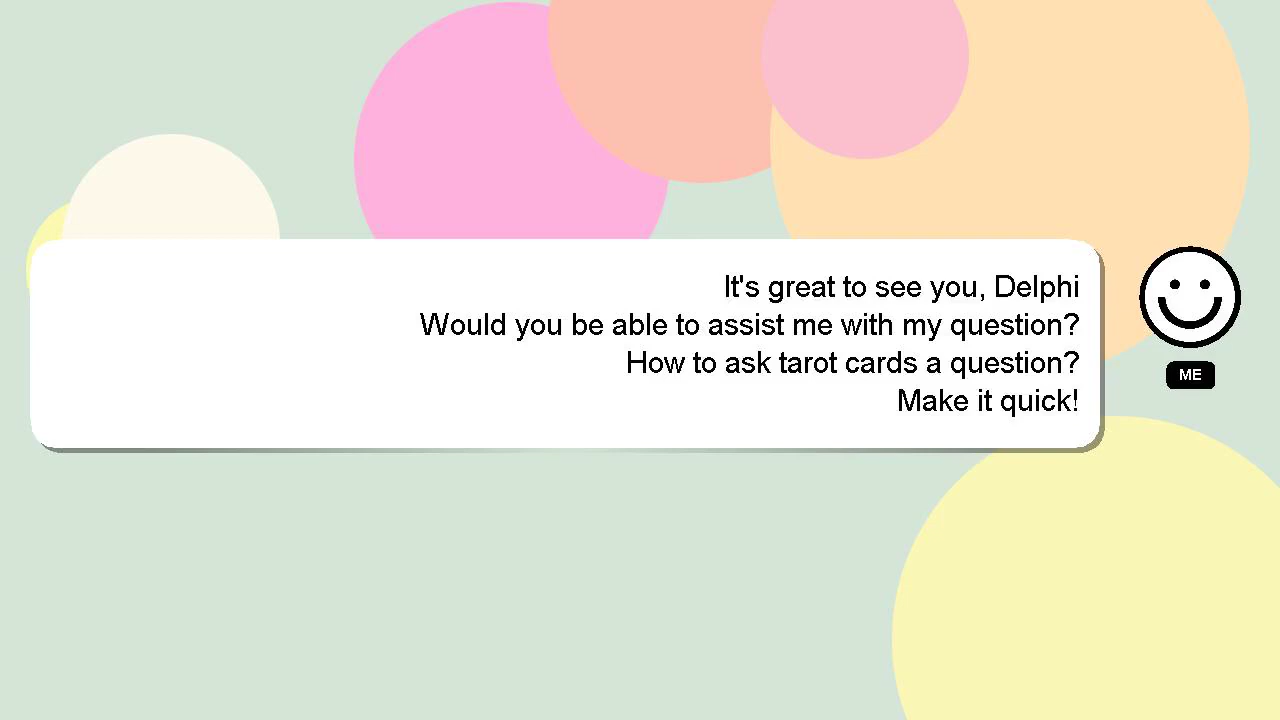 It's great to see you, Delphi
Would you be able to assist me with my question?
How to ask tarot cards a question?
Make it quick!
ME